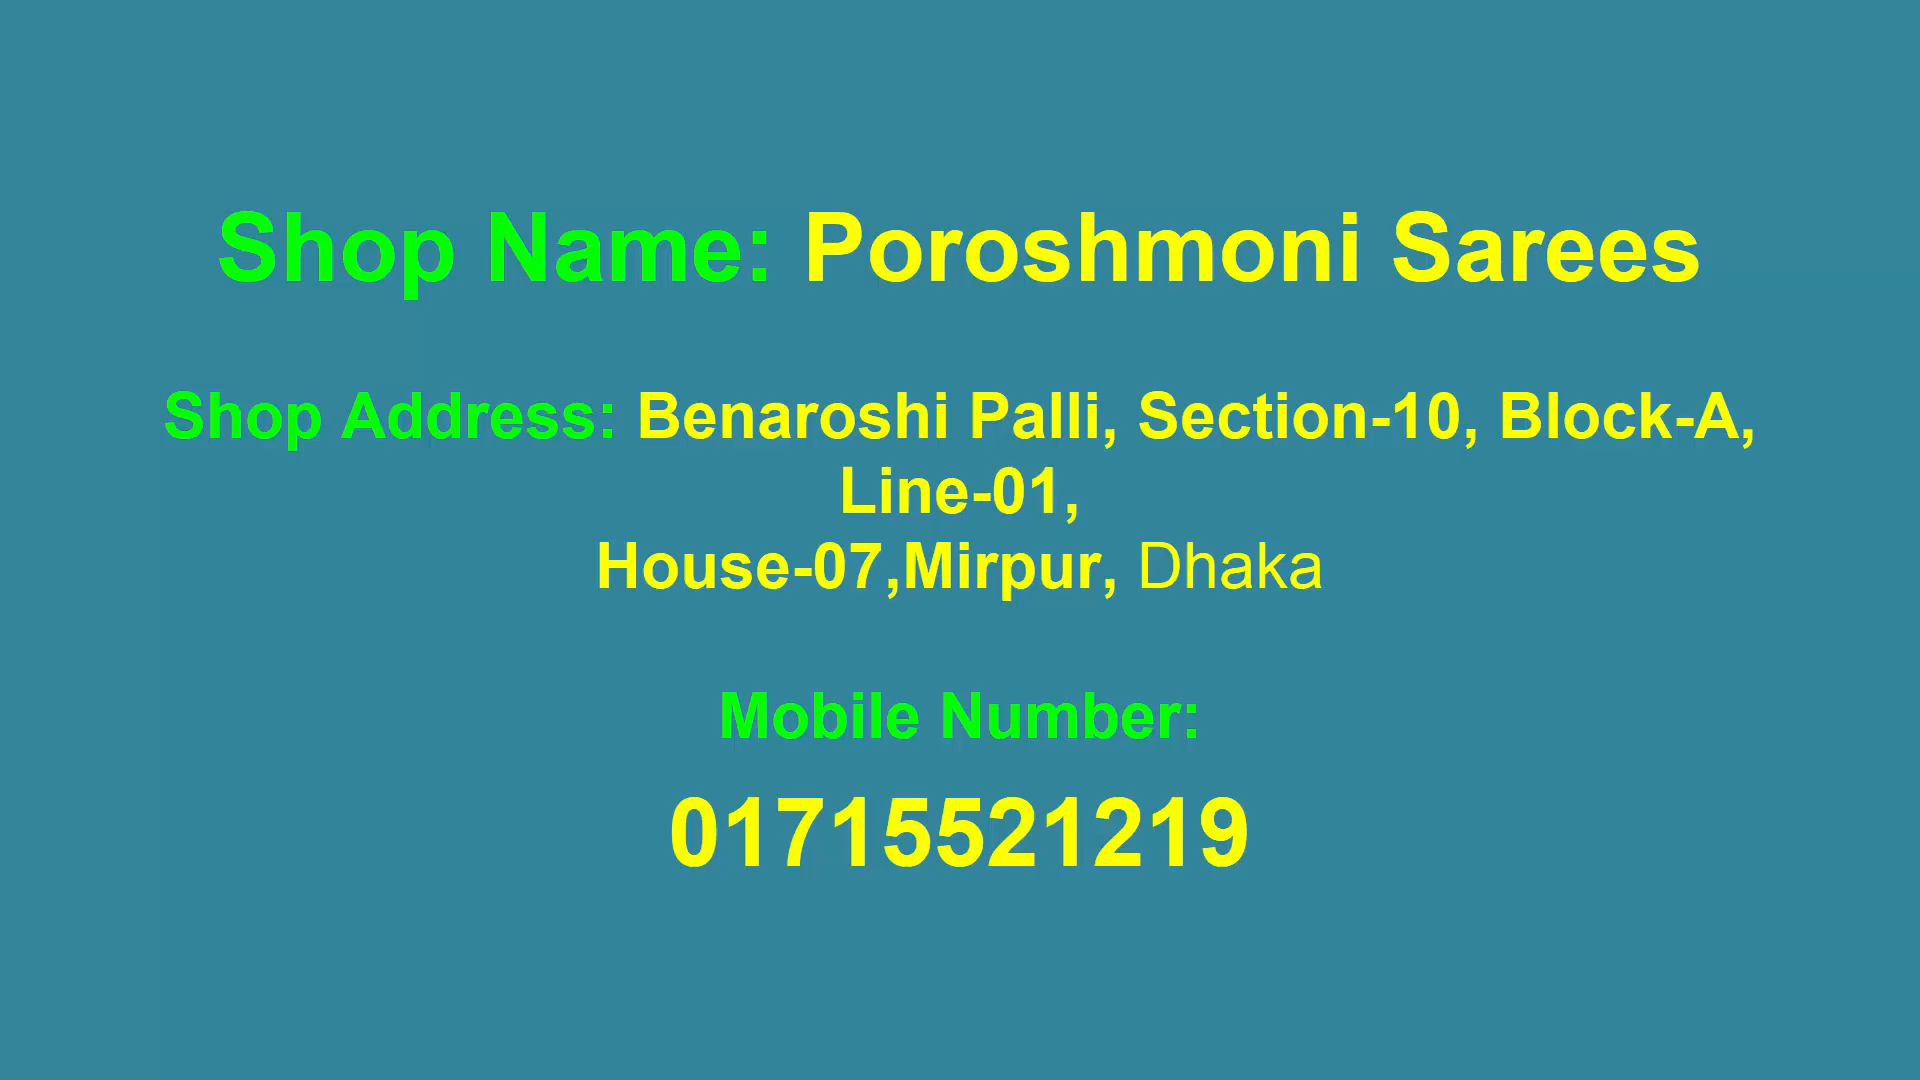 Shop Name: Poroshmoni Sarees
Shop Address: Benaroshi Palli, Section-10, Block-A,
Line-01,
House-07,Mirpur, Dhaka
Mobile Number:
01715521219